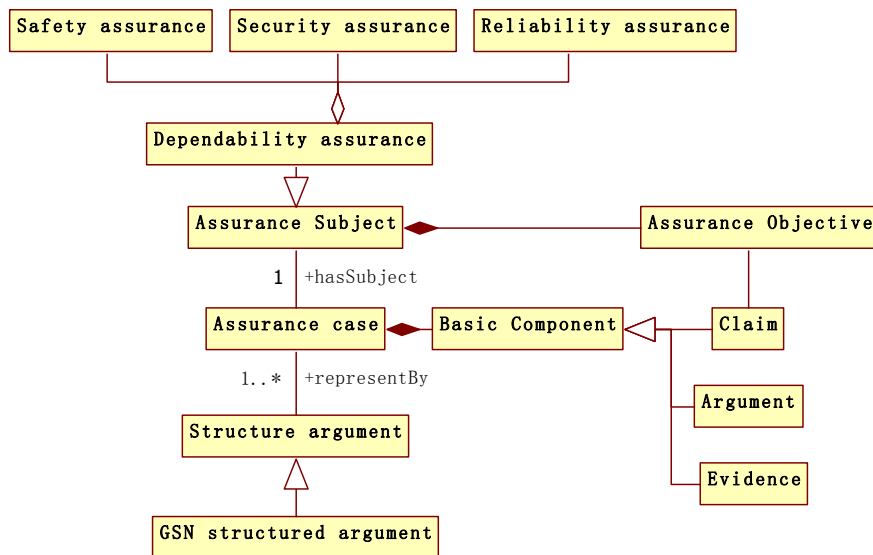 Safety assurance
Security assurance
Reliability assurance
Dependability assurance
Assurance Subject
Assurance Objective
1
+hasSubject
Assurance case
Basic Component
Claim
1..*
+representBy
Argument
Structure argument
Evidence
GSN structured argument